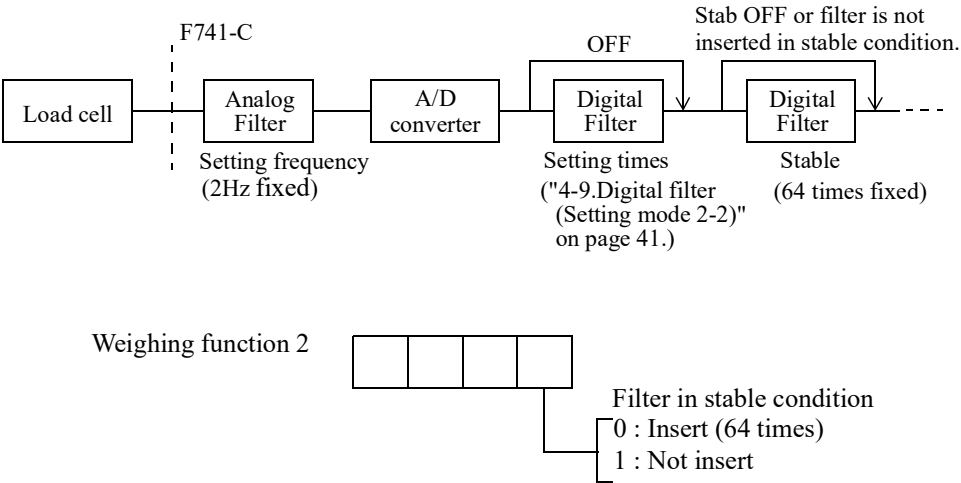 F741-C
OFF
Stab OFF or filter is not
inserted in stable condition.
Load cell
Analog
Filter
A/D
converter
Digital
Filter
Digital
Filter
Setting frequency
(2Hz fixed)
Setting times
("4-9.Digital filter
(Setting mode 2-2)"
on page 41.)
Stable
(64 times fixed)
Weighing function 2
Filter in stable condition
0 : Insert (64 times)
1 : Not insert